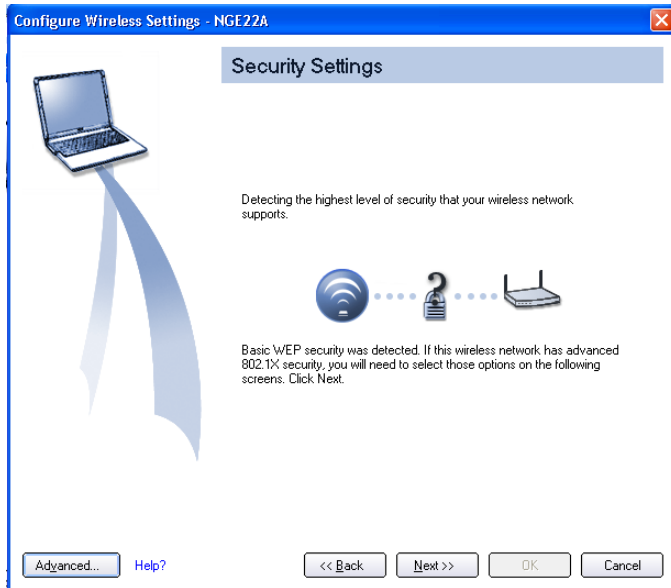 Configure Wireless Settings - NGE22A
Security Settings
Detecting the highest level of security that your wireless network
supports.
Basic WEP security was detected. If this wireless network has advanced
802.1X security, you will need to select those options on the following
screens. Click Next.
Advanced... Help? << Back Next >> OK Cancel